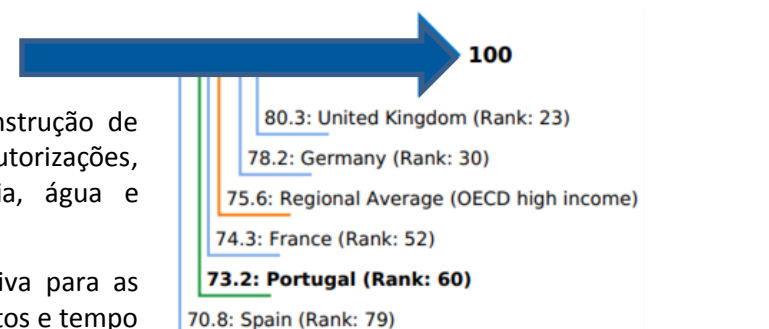 100
nstrução de
utorizações,
ia, água e
iva para as
tos e tempo
80.3: United Kingdom (Rank: 23)
78.2: Germany (Rank: 30)
75.6: Regional Average (OECD high income)
74.3: France (Rank: 52)
73.2: Portugal (Rank: 60)
70.8: Spain (Rank: 79)